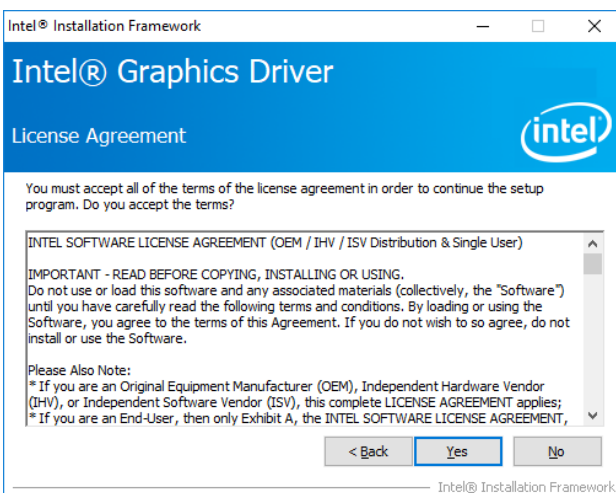 Intel® Installation Framework
Intel® Graphics Driver
License Agreement
intel
You must accept all of the terms of the license agreement in order to continue the setup
program. Do you accept the terms?
INTEL SOFTWARE LICENSE AGREEMENT (OEM / IHV / ISV Distribution & Single User)
IMPORTANT - READ BEFORE COPYING, INSTALLING OR USING.
Do not use or load this software and any associated materials (collectively, the "Software")
until you have carefully read the following terms and conditions. By loading or using the
Software, you agree to the terms of this Agreement. If you do not wish to so agree, do not
install or use the Software.
Please Also Note:
* If you are an Original Equipment Manufacturer (OEM), Independent Hardware Vendor
(IHV), or Independent Software Vendor (ISV), this complete LICENSE AGREEMENT applies;
* If you are an End-User, then only Exhibit A, the INTEL SOFTWARE LICENSE AGREEMENT,
< Back
Yes
No
Intel® Installation Framework